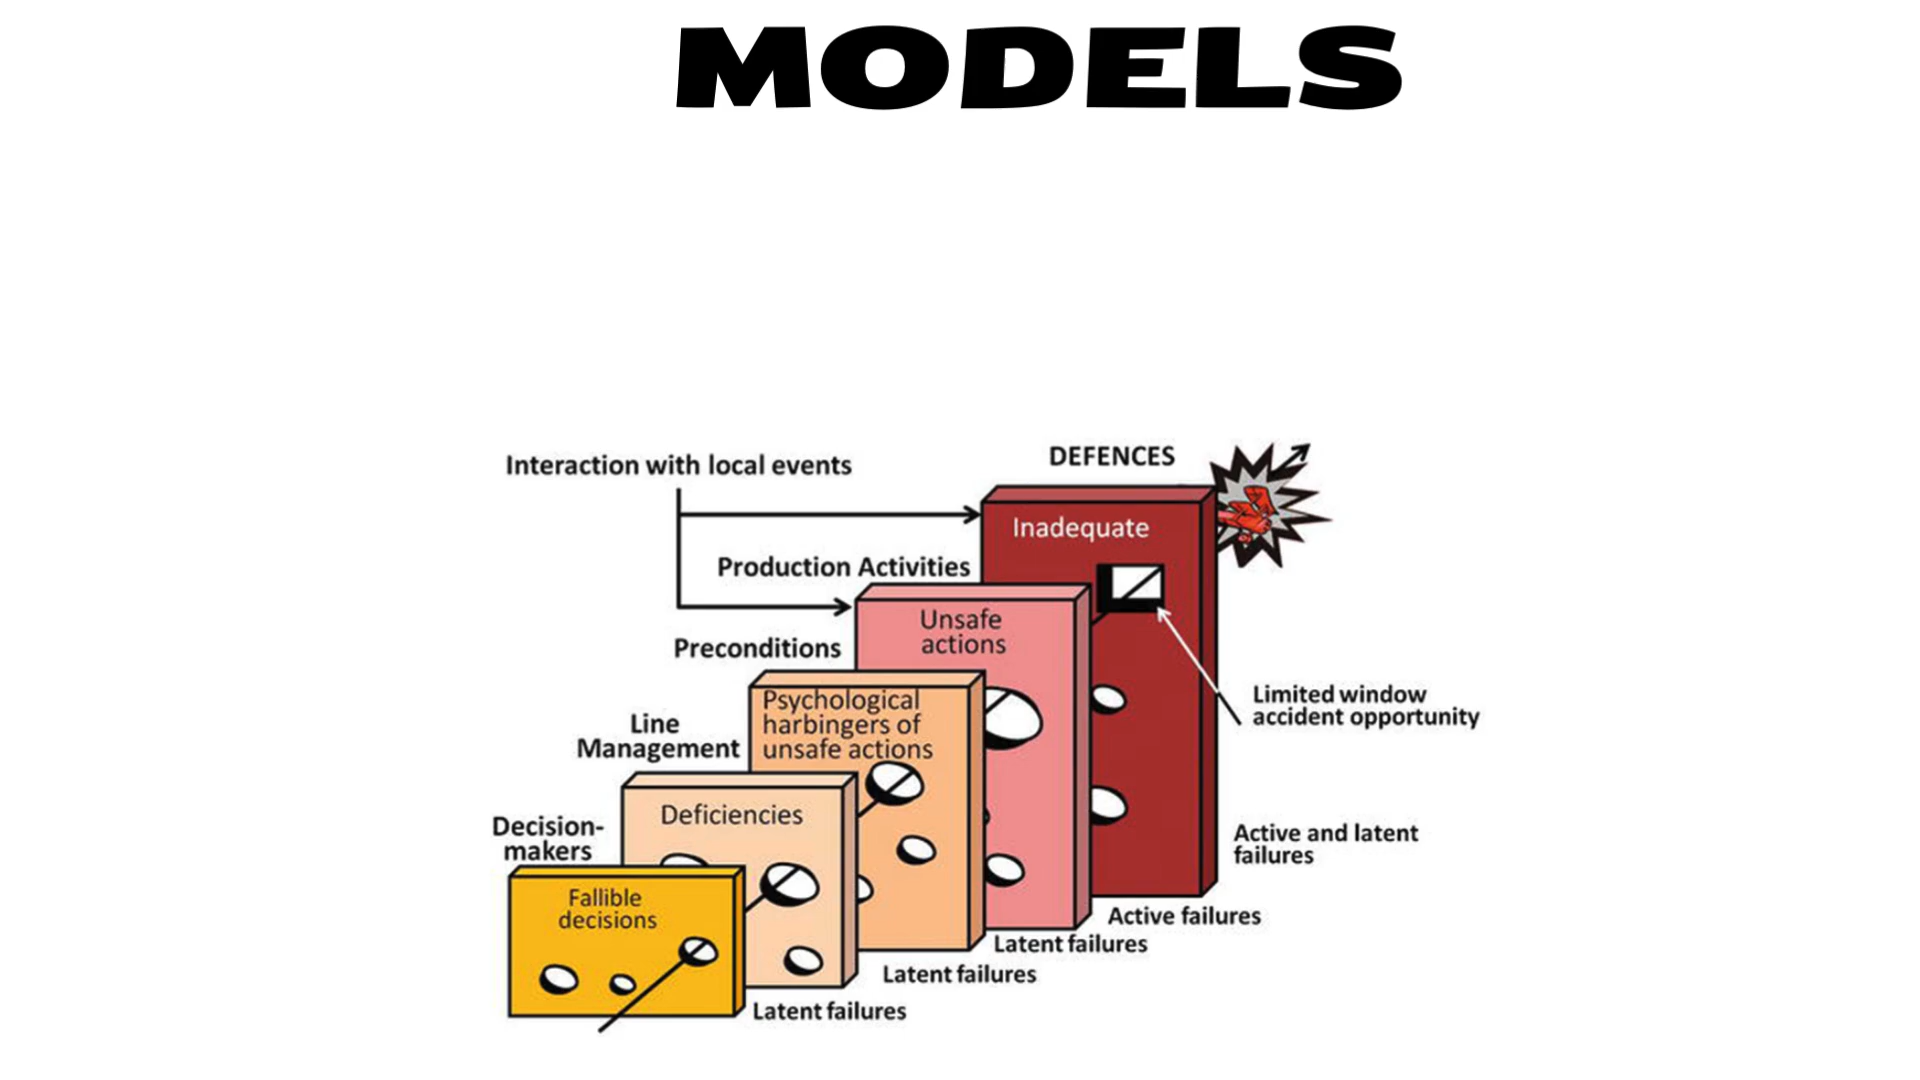 MODELS
Interaction with local events
DEFENCES
Inadequate
Production Activities
Unsafe
actions
Preconditions
Psychological
harbingers of
unsafe actions
Line
Management
Limited window
accident opportunity
Deficiencies
Decision-
makers
Active and latent
failures
Fallible
decisions
Active failures
Latent failures
Latent failures
Latent failures